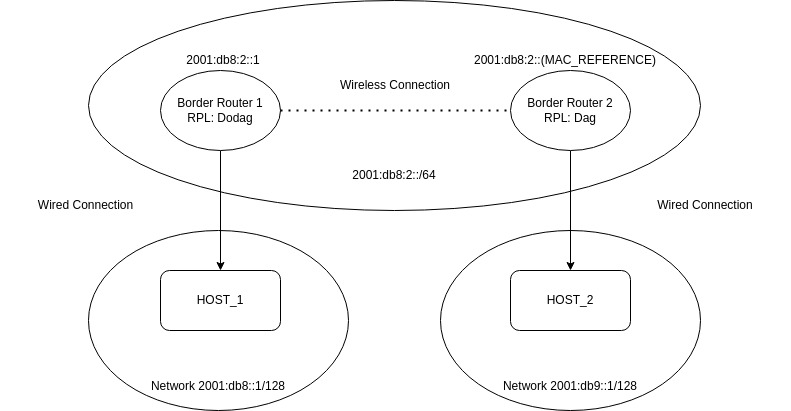 2001:db8:2::1
2001:db8:2::(MAC_REFERENCE)
Wireless Connection
Border Router 1
RPL: Dodag
Border Router 2
RPL: Dag
2001:db8:2::/64
Wired Connection
Wired Connection
HOST_1
HOST_2
Network 2001:db8::1/128
Network 2001:db9::1/128